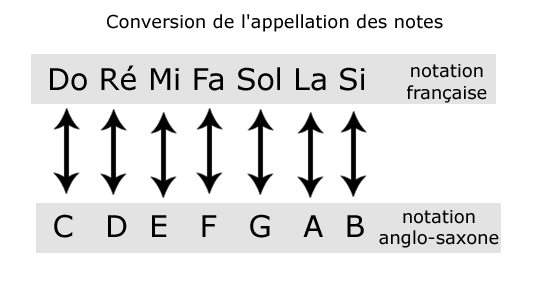 Conversion de l'appellation des notes
Do Ré Mi Fa Sol La Si
notation
française
C D E F G A B
notation
anglo-saxone